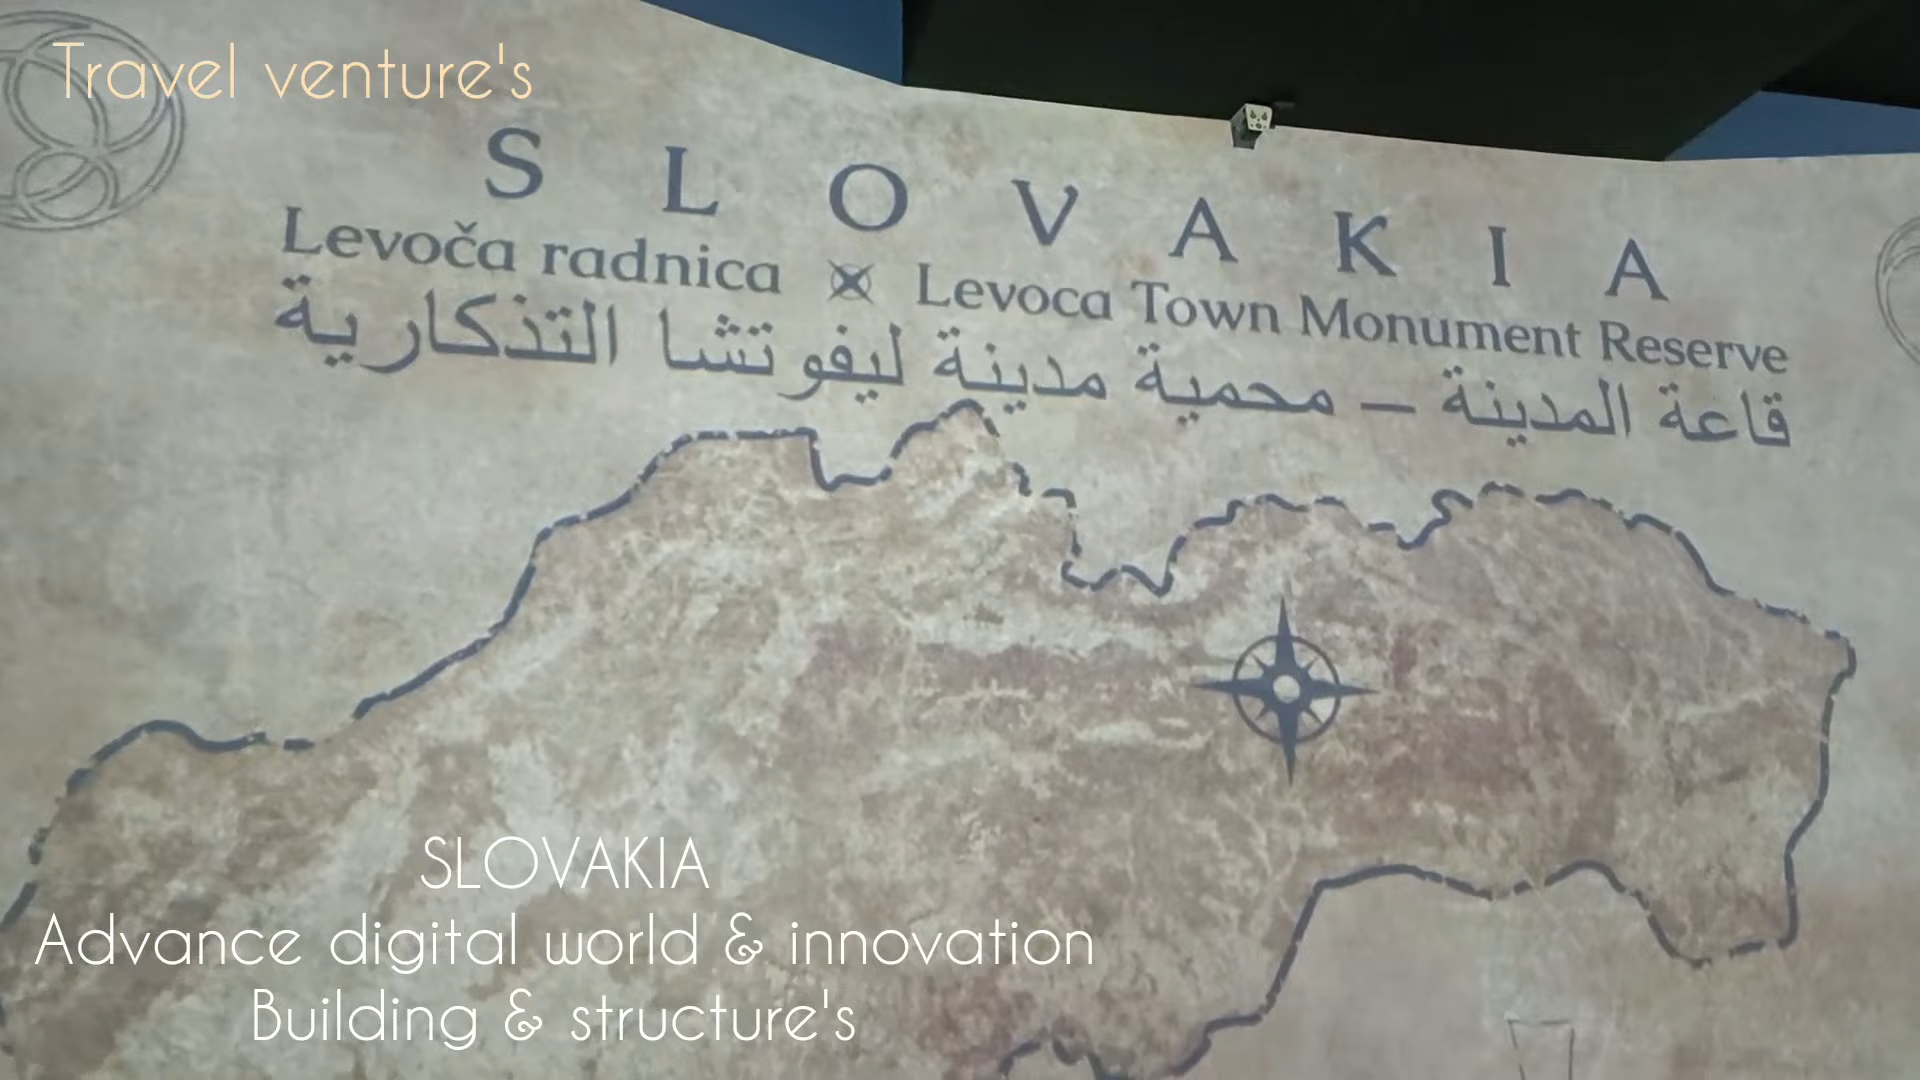 Travel venture's
SLOVAKIA
Levoča radnica
Levoca Town Monument Reserve
قاعة المدينة – محمية مدينة ليفوتشا التذكارية
SLOVAKIA
Advance digital world & innovation
Building & structure's